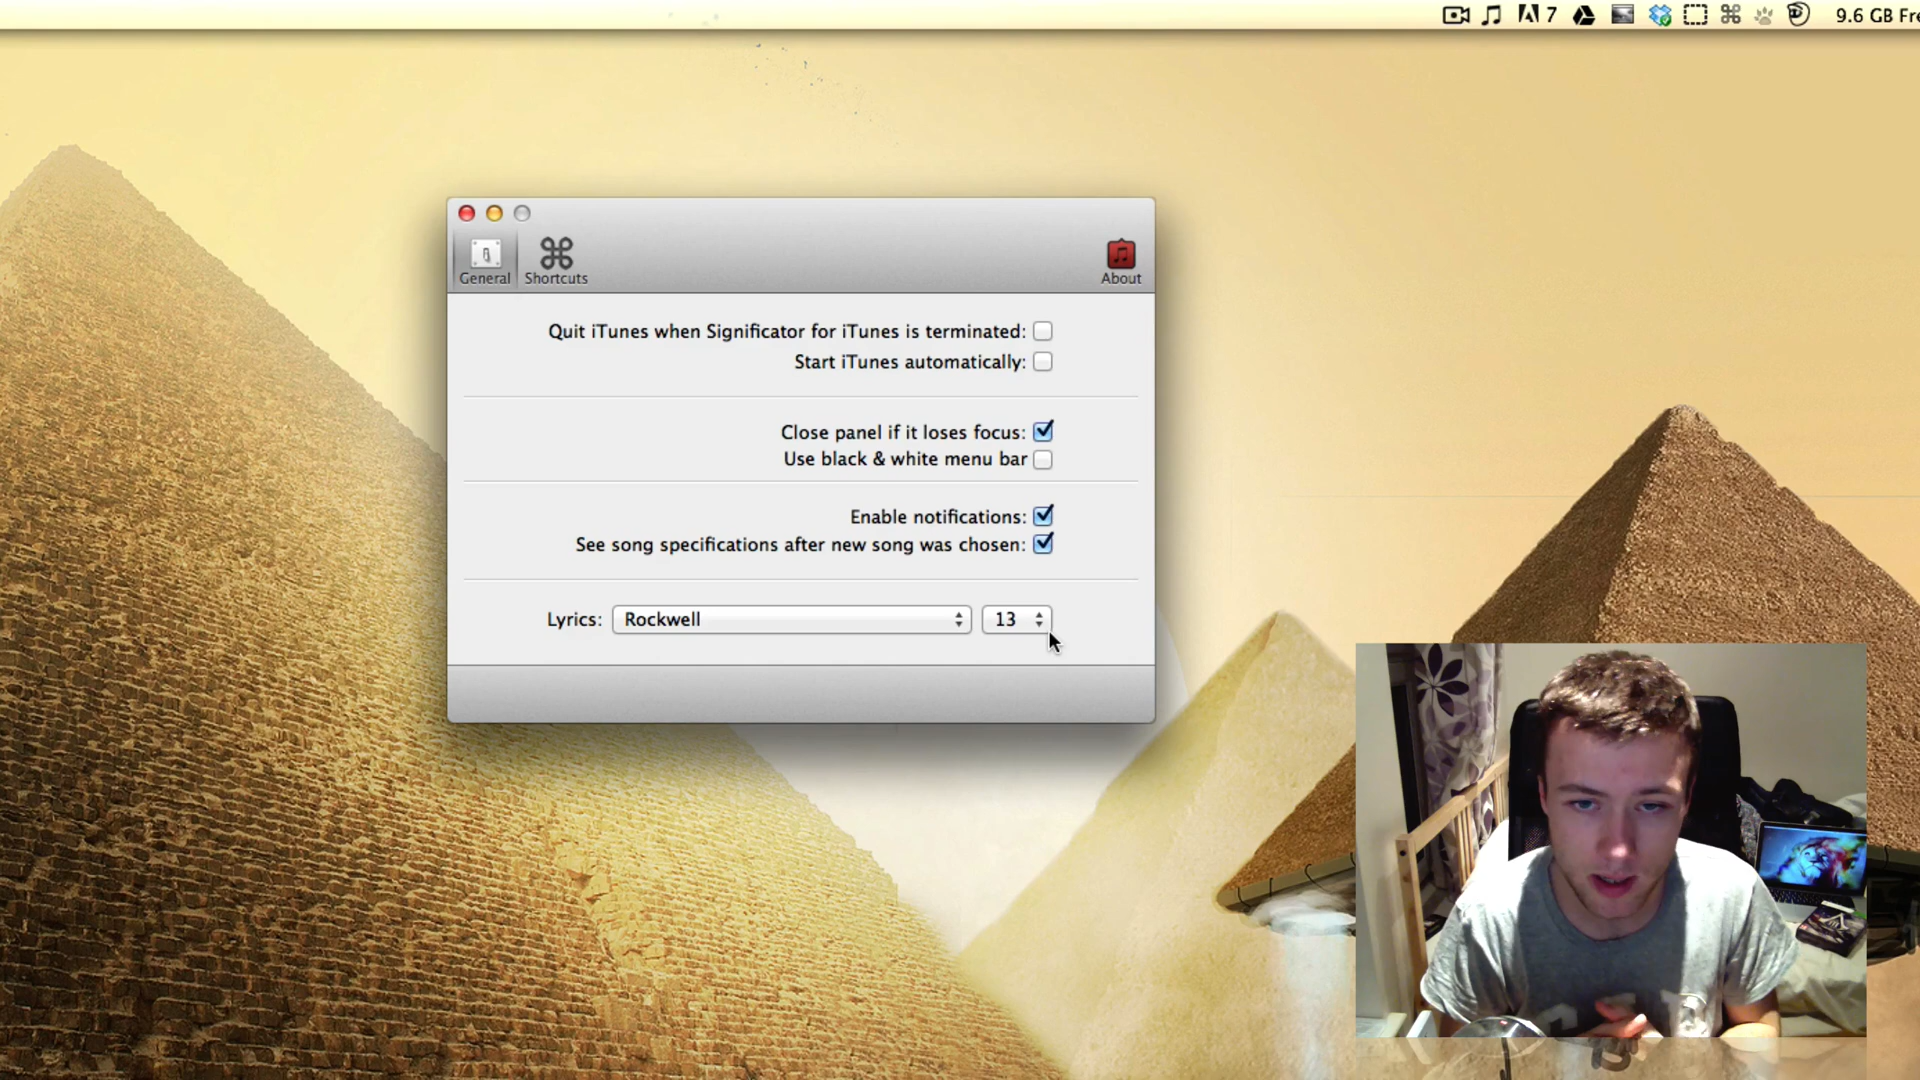 7
9.6 GB Fre
General
Shortcuts
About
Quit iTunes when Significator for iTunes is terminated:
Start iTunes automatically:
Close panel if it loses focus:
Use black & white menu bar
Enable notifications:
See song specifications after new song was chosen:
Lyrics: Rockwell 13